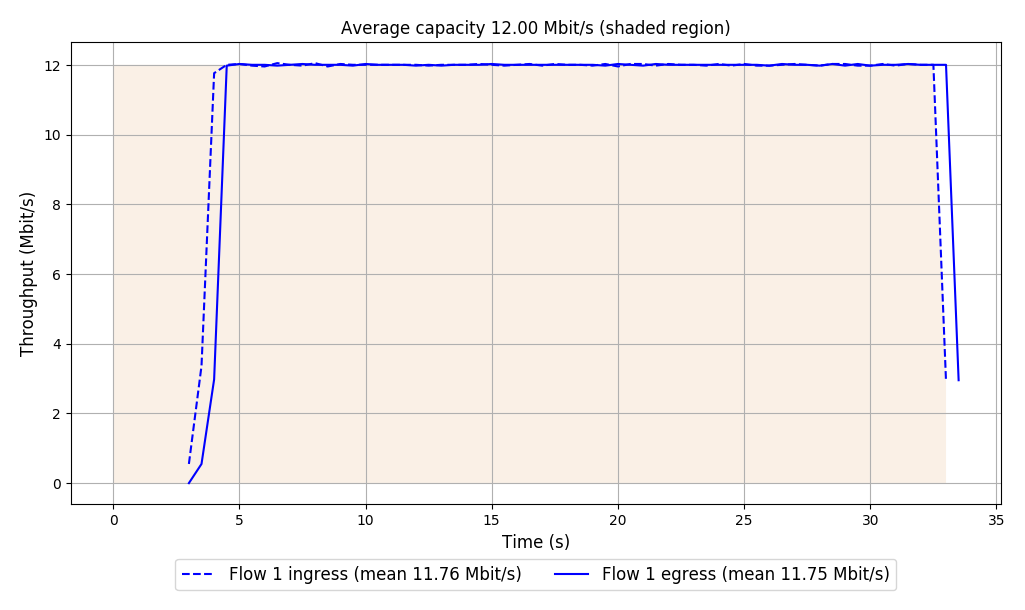 Average capacity 12.00 Mbit/s (shaded region)
Throughput (Mbit/s)
12
10
8
6
4
2
0
0 5 10 15 20 25 30 35
Time (s)
Flow 1 ingress (mean 11.76 Mbit/s) Flow 1 egress (mean 11.75 Mbit/s)